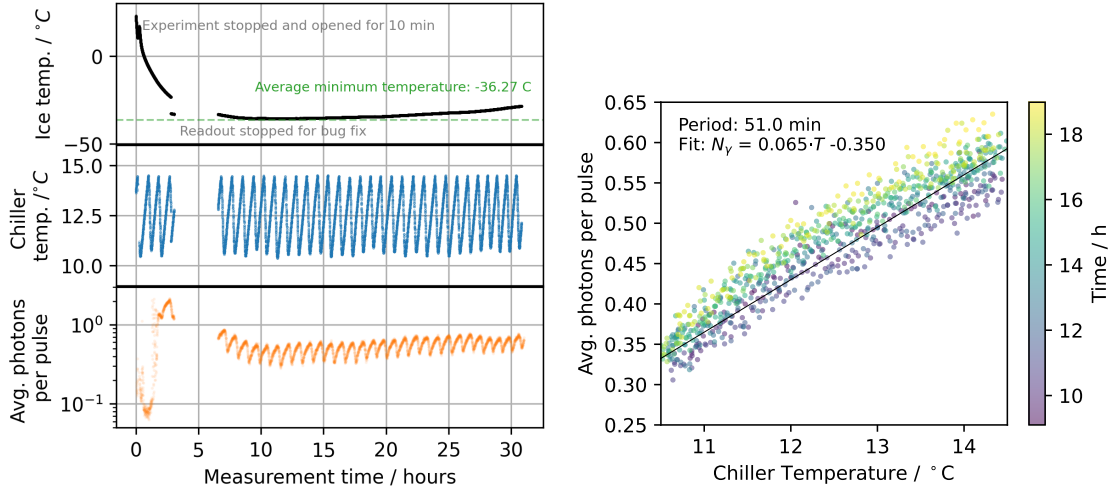 Ice temp. / °C
0
−50
Experiment stopped and opened for 10 min
Average minimum temperature: -36.27 C
Readout stopped for bug fix
Chiller
temp. /°C
15.0
12.5
10.0
Avg. photons
per pulse
10⁰
10⁻¹
0 5 10 15 20 25 30
Measurement time / hours
Avg. photons per pulse
0.65
0.60
0.55
0.50
0.45
0.40
0.35
0.30
0.25
Period: 51.0 min
Fit: Nᵧ = 0.065·T -0.350
11 12 13 14
Chiller Temperature / °C
18
16
14
12
10
Time / h